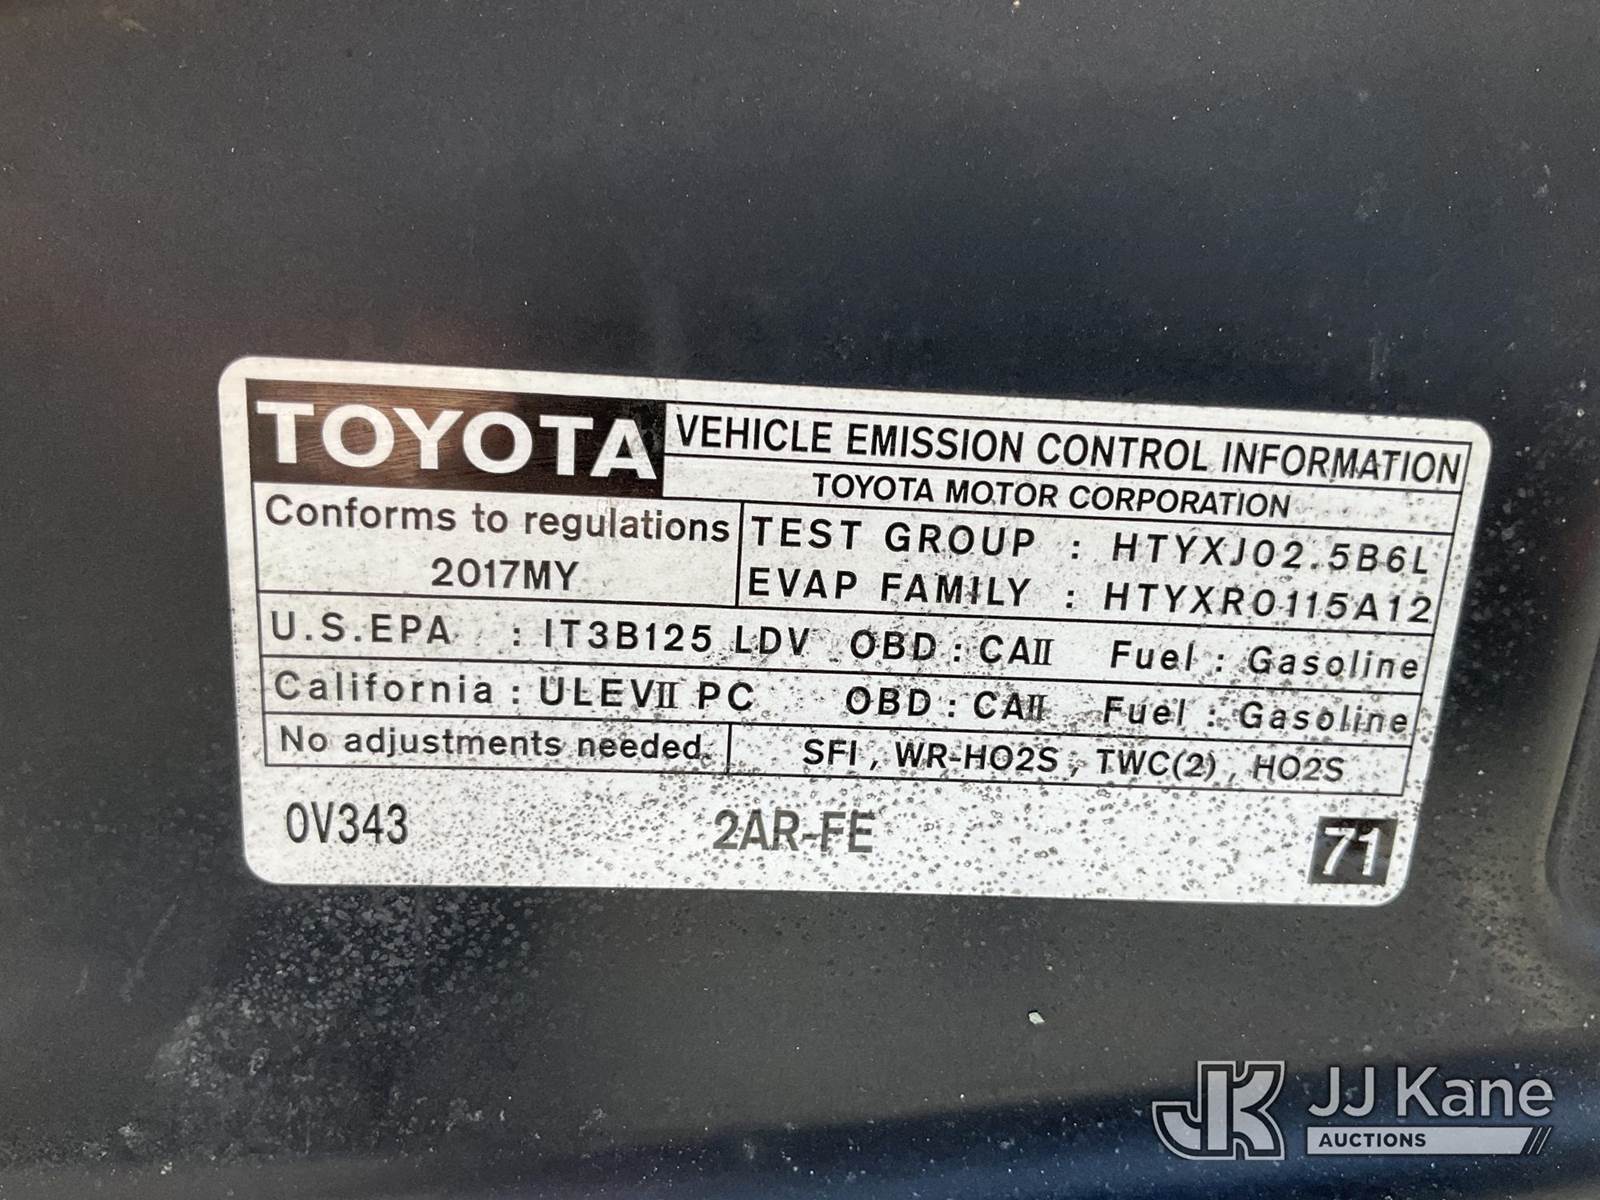 TOYOTA VEHICLE EMISSION CONTROL INFORMATION
TOYOTA MOTOR CORPORATION
Conforms to regulations
2017MY
TEST GROUP : HTYXJ02.5B6L
EVAP FAMILY : HTYXR0115A12
U.S.EPA : IT3B125 LDV OBD : CAII Fuel : Gasoline
California : ULEVII PC OBD : CAII Fuel : Gasoline
No adjustments needed. SFI , WR-HO2S , TWC(2) , HO2S
0V343 2AR-FE 71
JK JJ Kane
AUCTIONS